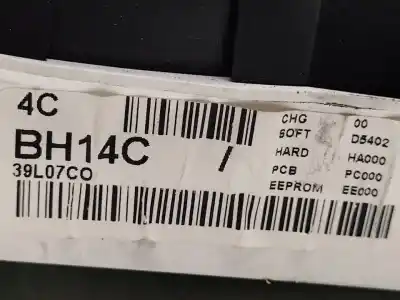 4C
BH14C /
39L07CO
CHG 00
SOFT D5402
HARD HA000
PCB PC000
EEPROM EE000